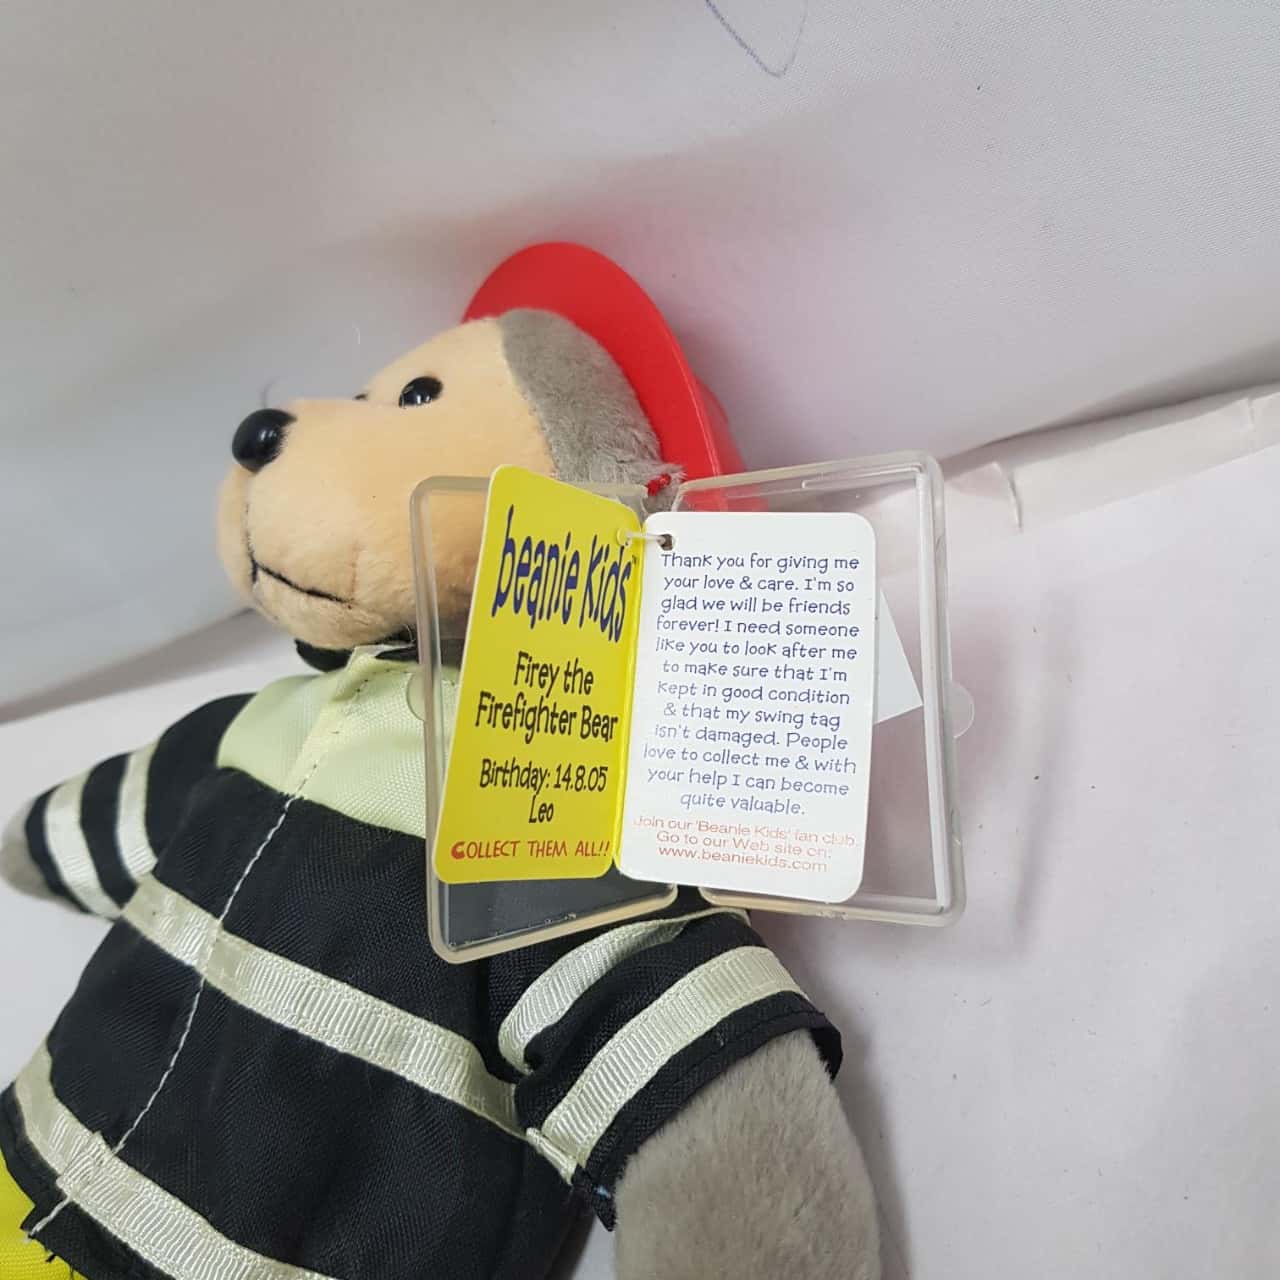 beanie kids™
Firey the
Firefighter Bear
Birthday: 14.8.05
Leo
COLLECT THEM ALL!!
Thank you for giving me
your love & care. I'm so
glad we will be friends
forever! I need someone
like you to look after me
to make sure that I'm
kept in good condition
& that my swing tag
isn't damaged. People
love to collect me & with
your help I can become
quite valuable.
Join our 'Beanie Kids' fan club.
Go to our Web site on:
www.beaniekids.com